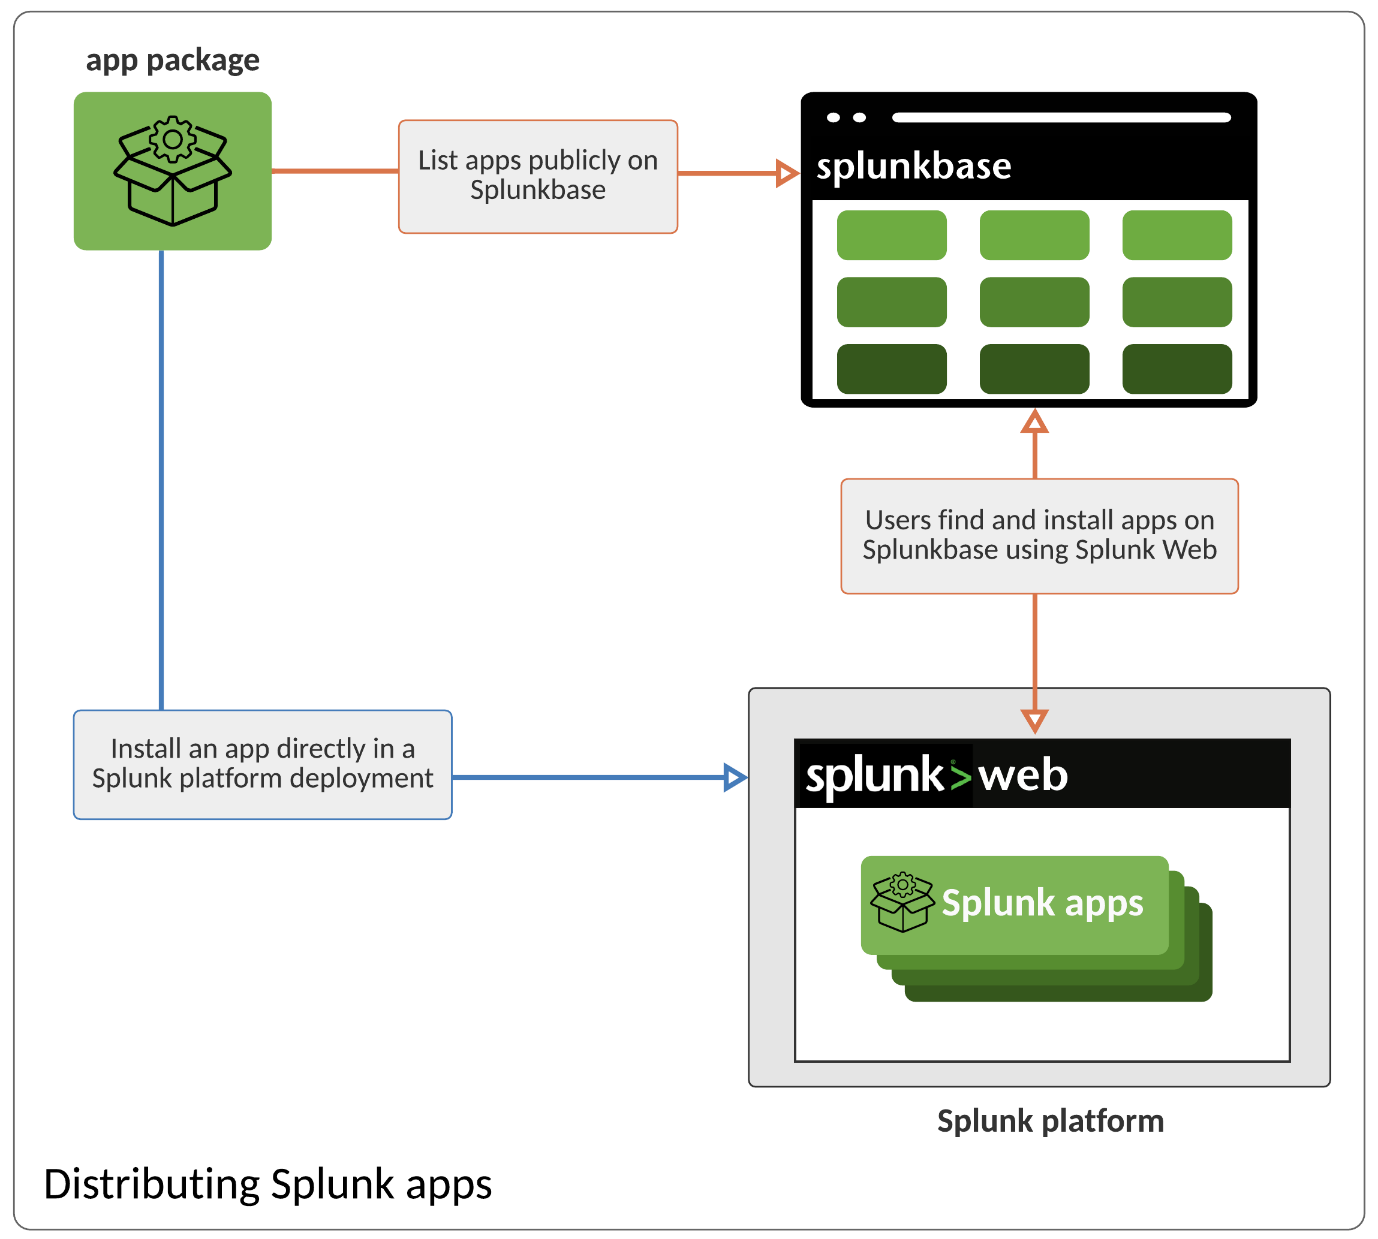 app package
List apps publicly on
Splunkbase
splunkbase
Users find and install apps on
Splunkbase using Splunk Web
Install an app directly in a
Splunk platform deployment
splunk> web
Splunk apps
Splunk platform
Distributing Splunk apps